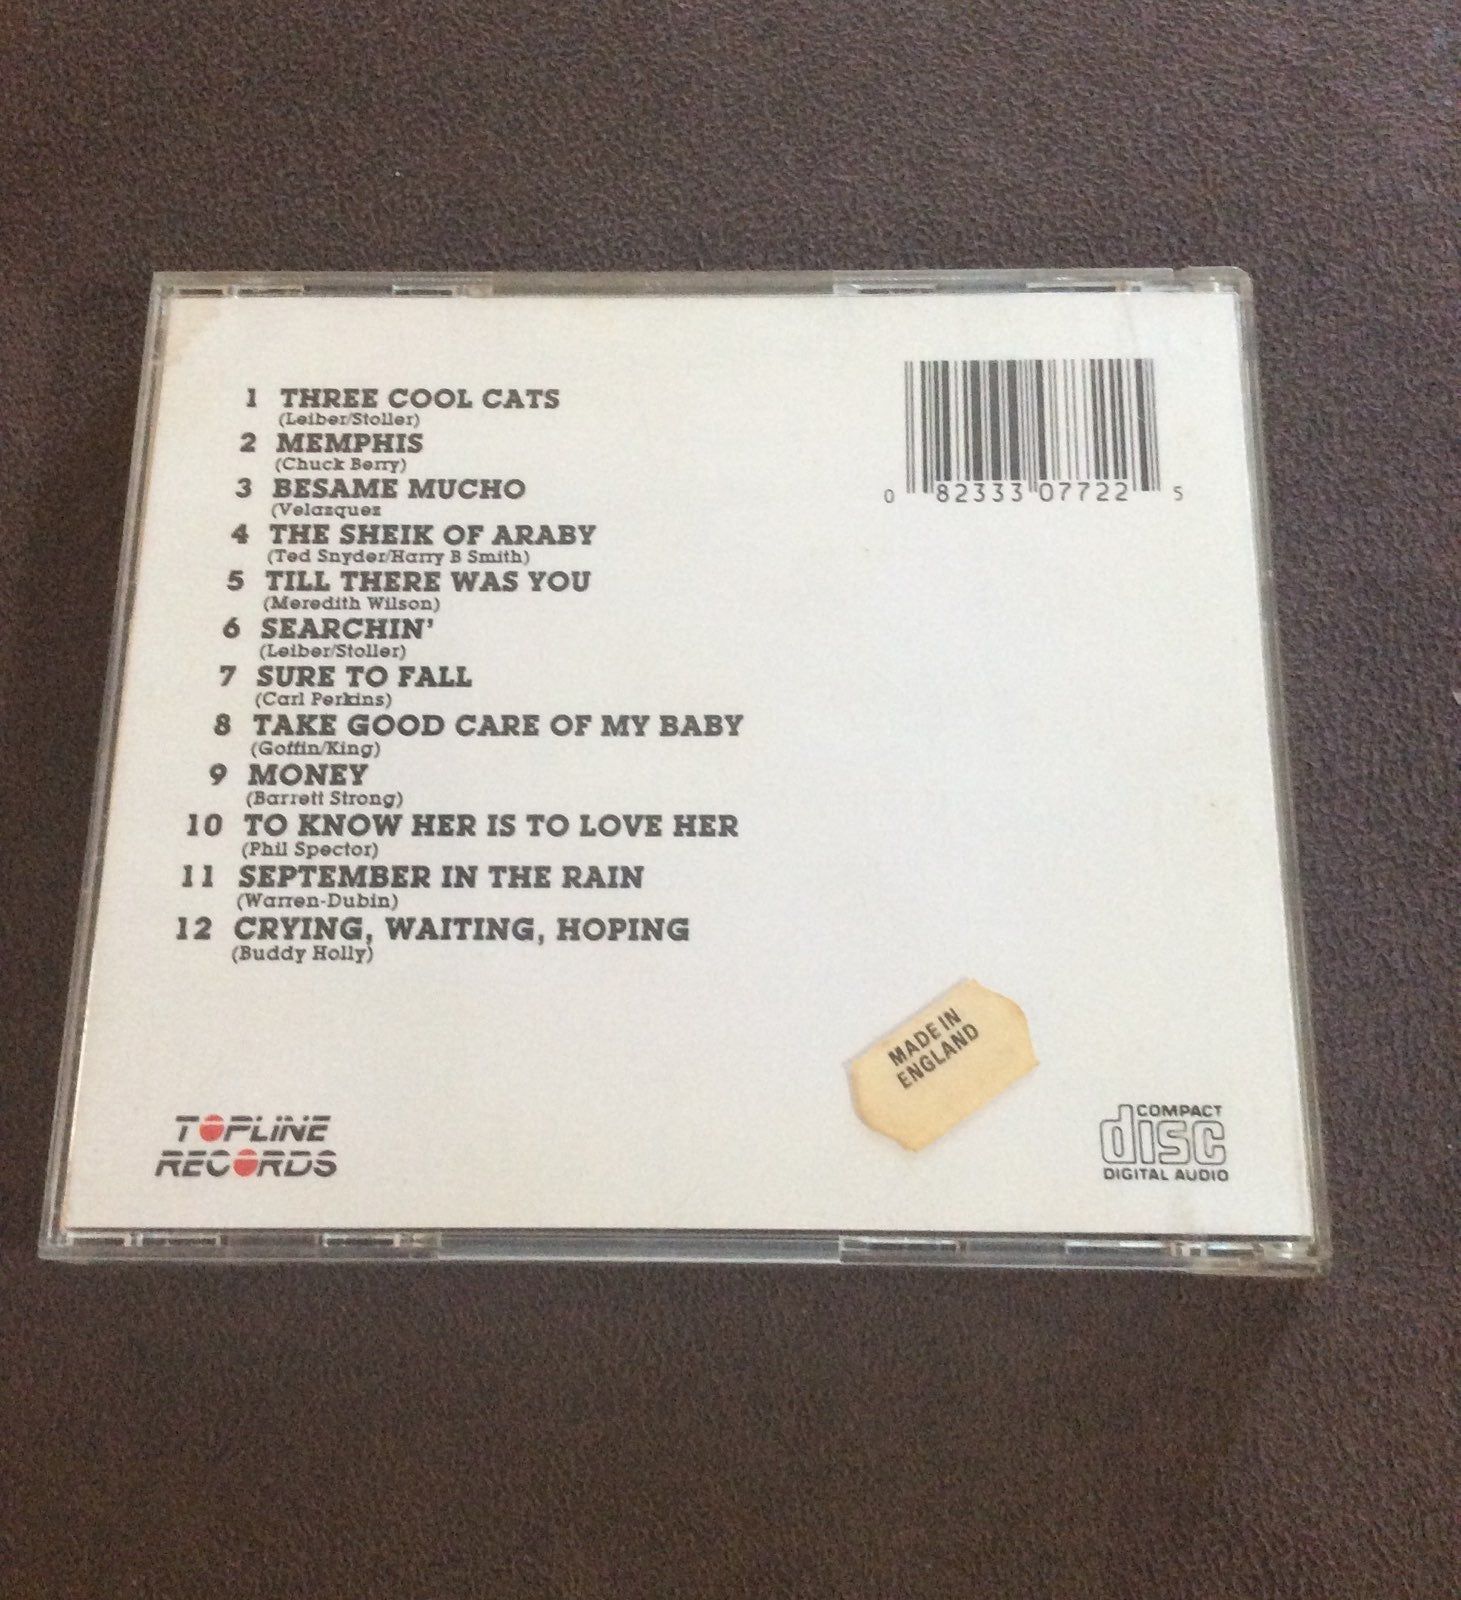 1 THREE COOL CATS
(Leiber/Stoller)
2 MEMPHIS
(Chuck Berry)
3 BESAME MUCHO
(Velazquez
4 THE SHEIK OF ARABY
(Ted Snyder/Harry B Smith)
5 TILL THERE WAS YOU
(Meredith Wilson)
6 SEARCHIN'
(Leiber/Stoller)
7 SURE TO FALL
(Carl Perkins)
8 TAKE GOOD CARE OF MY BABY
(Goffin/King)
9 MONEY
(Barrett Strong)
10 TO KNOW HER IS TO LOVE HER
(Phil Spector)
11 SEPTEMBER IN THE RAIN
(Warren-Dubin)
12 CRYING, WAITING, HOPING
(Buddy Holly)
0 82333 07722 5
MADE IN
ENGLAND
TOPLINE
RECORDS
COMPACT
disc
DIGITAL AUDIO